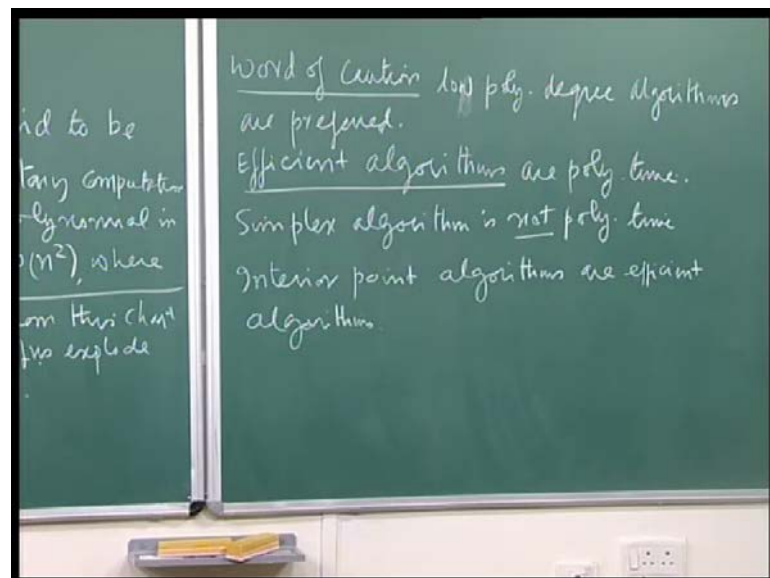 id to be
tary computation
lynormal in
(n²), where
om this chart
fns explode
Word of Caution low poly. degree algorithms
are preferred.
Efficient algorithms are poly. time.
Simplex algorithm is not poly. time
Interior point algorithms are efficient
algorithms.